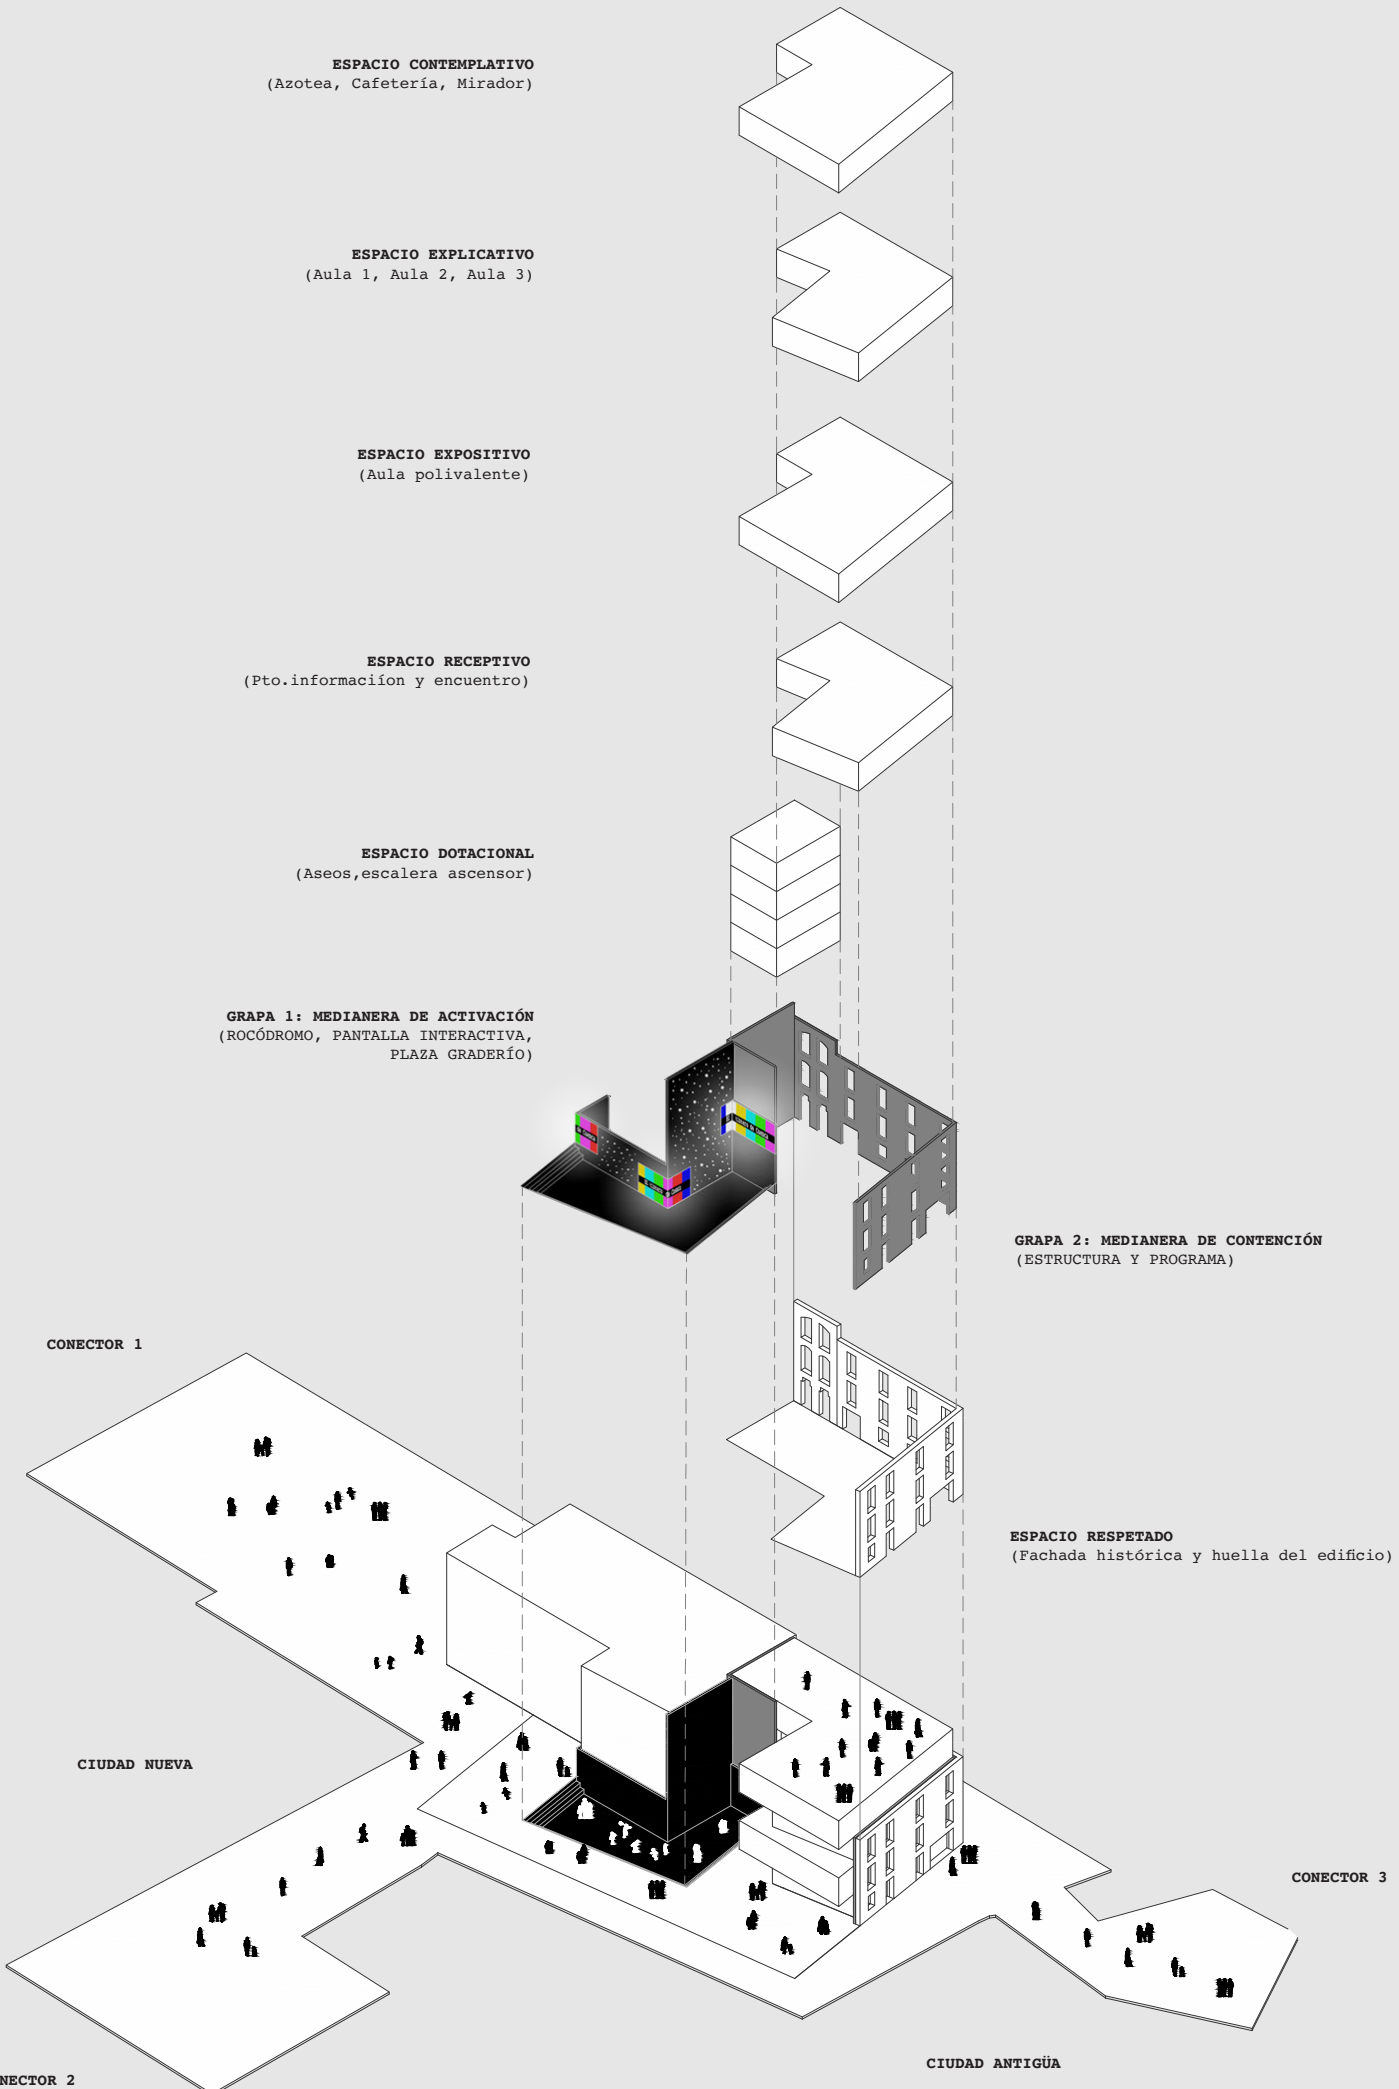 ESPACIO CONTEMPLATIVO
(Azotea, Cafetería, Mirador)
ESPACIO EXPLICATIVO
(Aula 1, Aula 2, Aula 3)
ESPACIO EXPOSITIVO
(Aula polivalente)
ESPACIO RECEPTIVO
(Pto.informaciíon y encuentro)
ESPACIO DOTACIONAL
(Aseos,escalera ascensor)
GRAPA 1: MEDIANERA DE ACTIVACIÓN
(ROCÓDROMO, PANTALLA INTERACTIVA,
PLAZA GRADERÍO)
GRAPA 2: MEDIANERA DE CONTENCIÓN
(ESTRUCTURA Y PROGRAMA)
CONECTOR 1
ESPACIO RESPETADO
(Fachada histórica y huella del edificio)
CIUDAD NUEVA
CONECTOR 3
CIUDAD ANTIGÜA
NECTOR 2